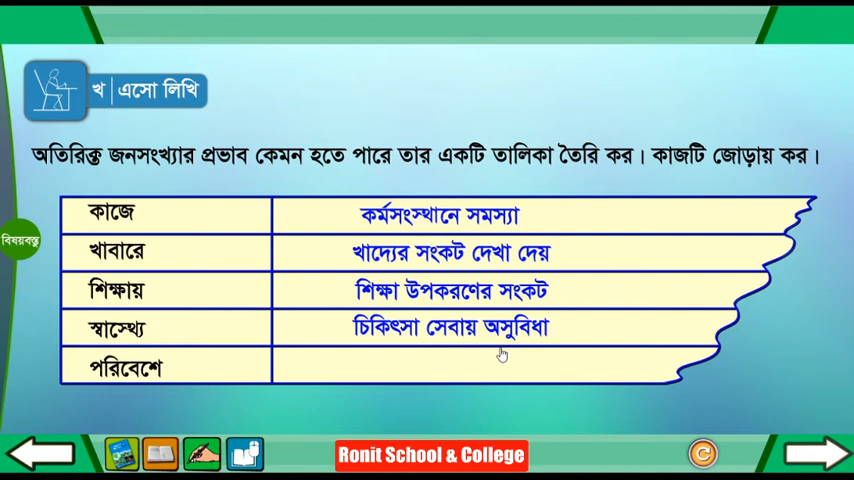 খ | এসো লিখি
অতিরিক্ত জনসংখ্যার প্রভাব কেমন হতে পারে তার একটি তালিকা তৈরি কর। কাজটি জোড়ায় কর।
কাজে কর্মসংস্থানে সমস্যা
বিষয়বস্তু
খাবারে খাদ্যের সংকট দেখা দেয়
শিক্ষায় শিক্ষা উপকরণের সংকট
স্বাস্থ্যে চিকিৎসা সেবায় অসুবিধা
পরিবেশে
Ronit School & College